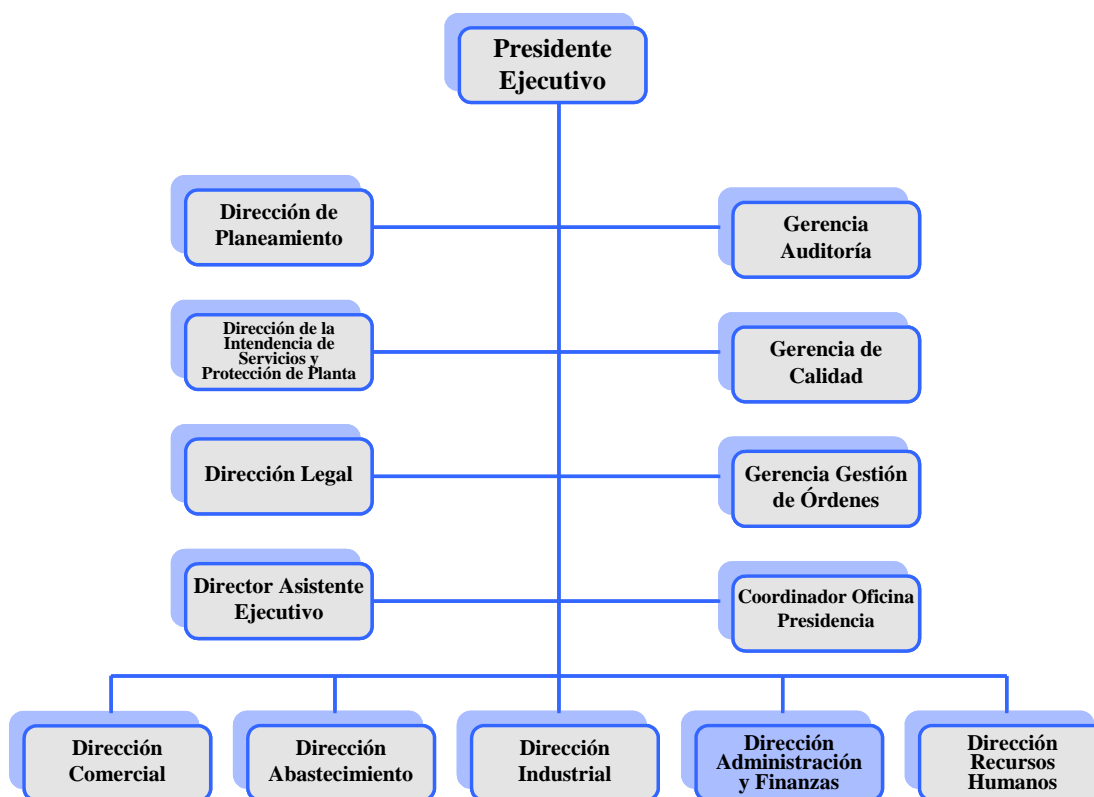 Presidente
Ejecutivo
Dirección de
Planeamiento
Gerencia
Auditoría
Dirección de la
Intendencia de
Servicios y
Protección de Planta
Gerencia de
Calidad
Dirección Legal
Gerencia Gestión
de Órdenes
Director Asistente
Ejecutivo
Coordinador Oficina
Presidencia
Dirección
Comercial
Dirección
Abastecimiento
Dirección
Industrial
Dirección
Administración
y Finanzas
Dirección
Recursos
Humanos